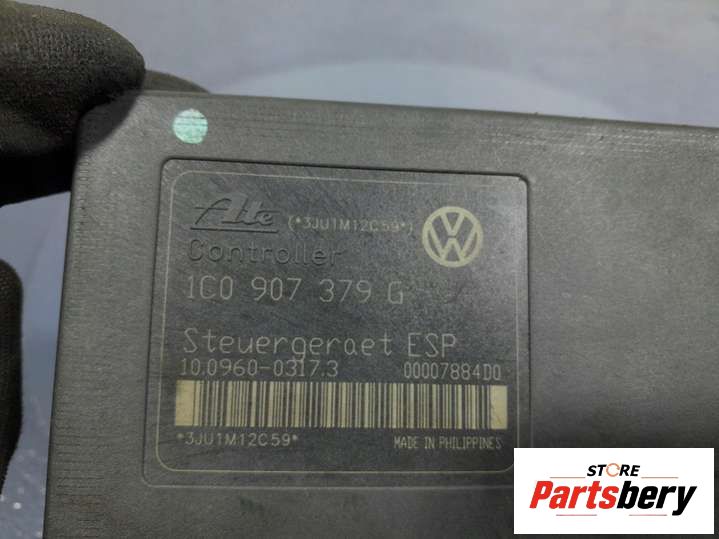 Ate (*3JU1M12C59*)
Controller
1C0 907 379 G
Steuergeraet ESP
10.0960-0317.3 00007884D0
*3JU1M12C59* MADE IN PHILIPPINES
STORE
Partsbery